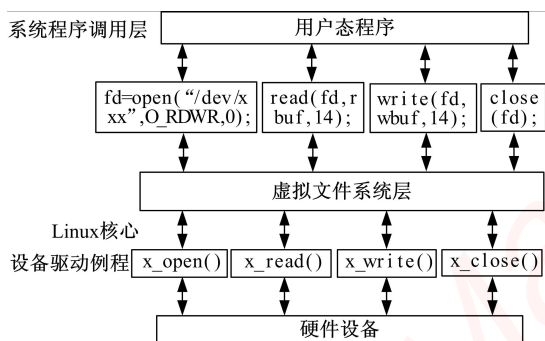 系统程序调用层
用户态程序
fd=open(“/dev/x
xx”,O_RDWR,0);
read(fd,r
buf,14);
write(fd,
wbuf,14);
close
(fd);
虚拟文件系统层
Linux核心
设备驱动例程
x_open()
x_read()
x_write()
x_close()
硬件设备